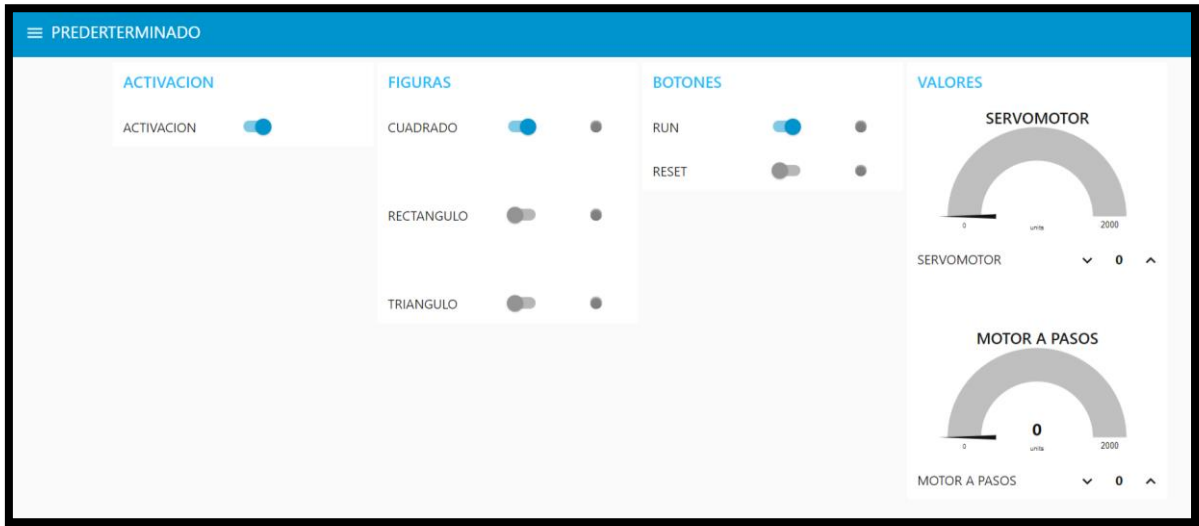 PREDERTERMINADO
ACTIVACION
ACTIVACION
FIGURAS
CUADRADO
RECTANGULO
TRIANGULO
BOTONES
RUN
RESET
VALORES
SERVOMOTOR
0 units 2000
SERVOMOTOR 0
MOTOR A PASOS
0
0 units 2000
MOTOR A PASOS 0